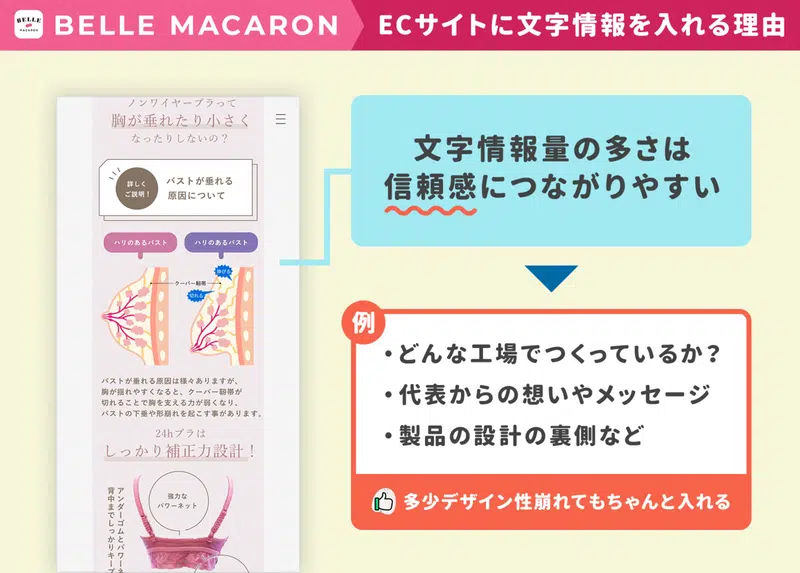 BELLE
MACARON
BELLE MACARON
ECサイトに文字情報を入れる理由
ノンワイヤーブラって
胸が垂れたり小さく
なったりしないの？
詳しく
ご説明！
バストが垂れる
原因について
ハリのあるバスト
ハリのあるバスト
伸びる
クーパー靭帯
切れる
バストが垂れる原因は様々ありますが、
胸が揺れやすくなると、クーパー靭帯が
切れることで胸を支える力が弱くなり、
バストの下垂や形崩れを起こす事があります。
24hブラは
しっかり補正力設計！
強力な
パワーネット
アンダーゴムとパワーネ
背中までしっかりキープ
文字情報量の多さは
信頼感につながりやすい
例
・どんな工場でつくっているか？
・代表からの想いやメッセージ
・製品の設計の裏側など
多少デザイン性崩れてもちゃんと入れる